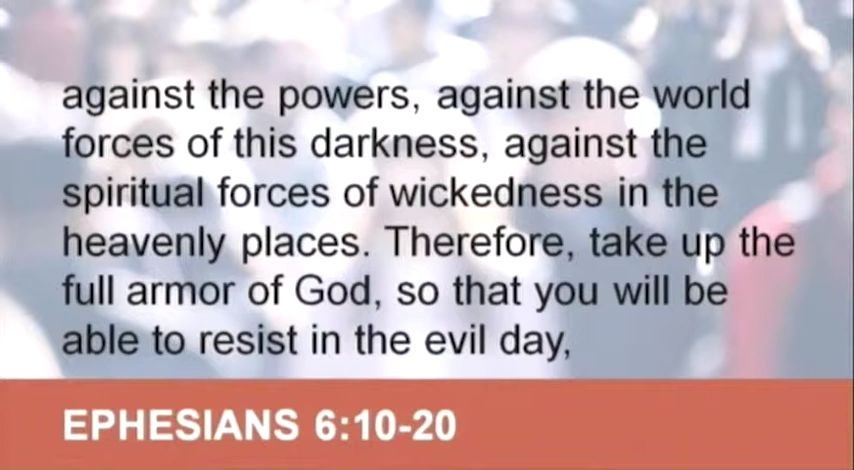 against the powers, against the world
forces of this darkness, against the
spiritual forces of wickedness in the
heavenly places. Therefore, take up the
full armor of God, so that you will be
able to resist in the evil day,
EPHESIANS 6:10-20